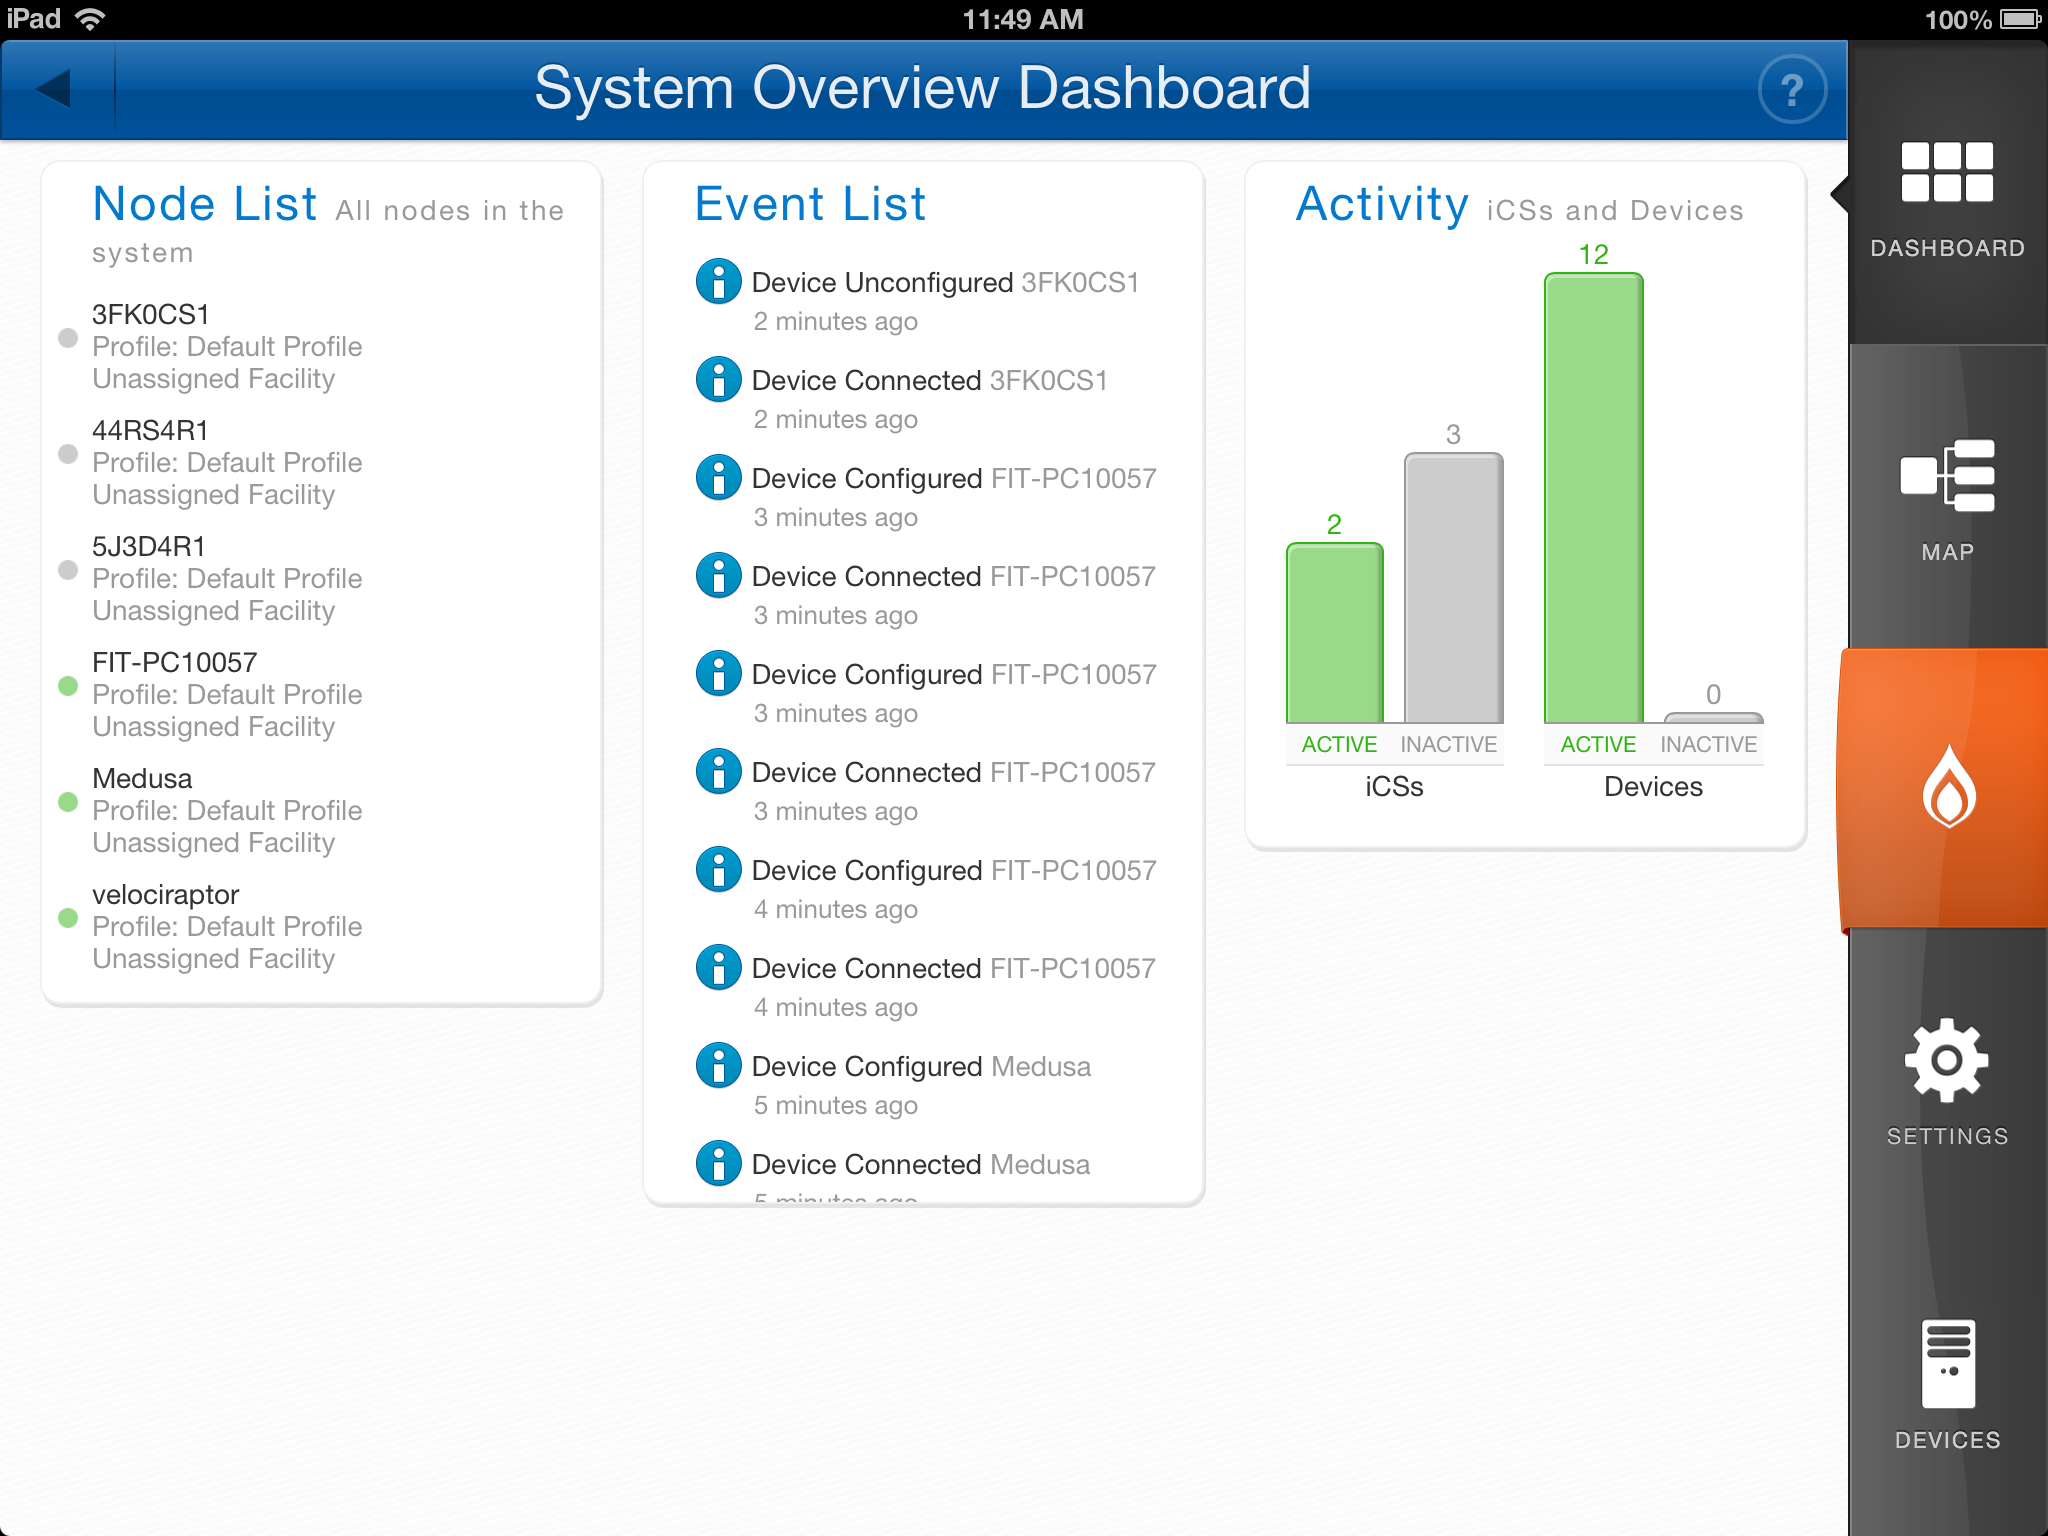 iPad
11:49 AM
100%
System Overview Dashboard
?
Node List All nodes in the
system
3FK0CS1
Profile: Default Profile
Unassigned Facility
44RS4R1
Profile: Default Profile
Unassigned Facility
5J3D4R1
Profile: Default Profile
Unassigned Facility
FIT-PC10057
Profile: Default Profile
Unassigned Facility
Medusa
Profile: Default Profile
Unassigned Facility
velociraptor
Profile: Default Profile
Unassigned Facility
Event List
Device Unconfigured 3FK0CS1
2 minutes ago
Device Connected 3FK0CS1
2 minutes ago
Device Configured FIT-PC10057
3 minutes ago
Device Connected FIT-PC10057
3 minutes ago
Device Configured FIT-PC10057
3 minutes ago
Device Connected FIT-PC10057
3 minutes ago
Device Configured FIT-PC10057
4 minutes ago
Device Connected FIT-PC10057
4 minutes ago
Device Configured Medusa
5 minutes ago
Device Connected Medusa
5 minutes ago
Activity iCSs and Devices
12
3
2
0
ACTIVE INACTIVE ACTIVE INACTIVE
iCSs Devices
DASHBOARD
MAP
SETTINGS
DEVICES